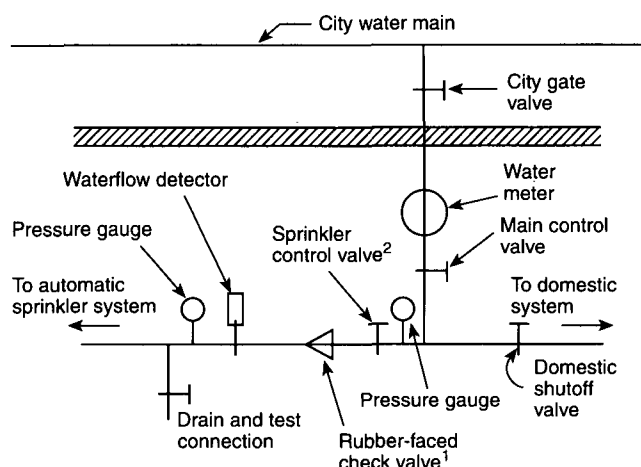 City water main
City gate
valve
Waterflow detector
Water
meter
Pressure gauge
Sprinkler
control valve²
Main control
valve
To automatic
sprinkler system
To domestic
system
Pressure gauge
Domestic
shutoff
valve
Drain and test
connection
Rubber-faced
check valve¹